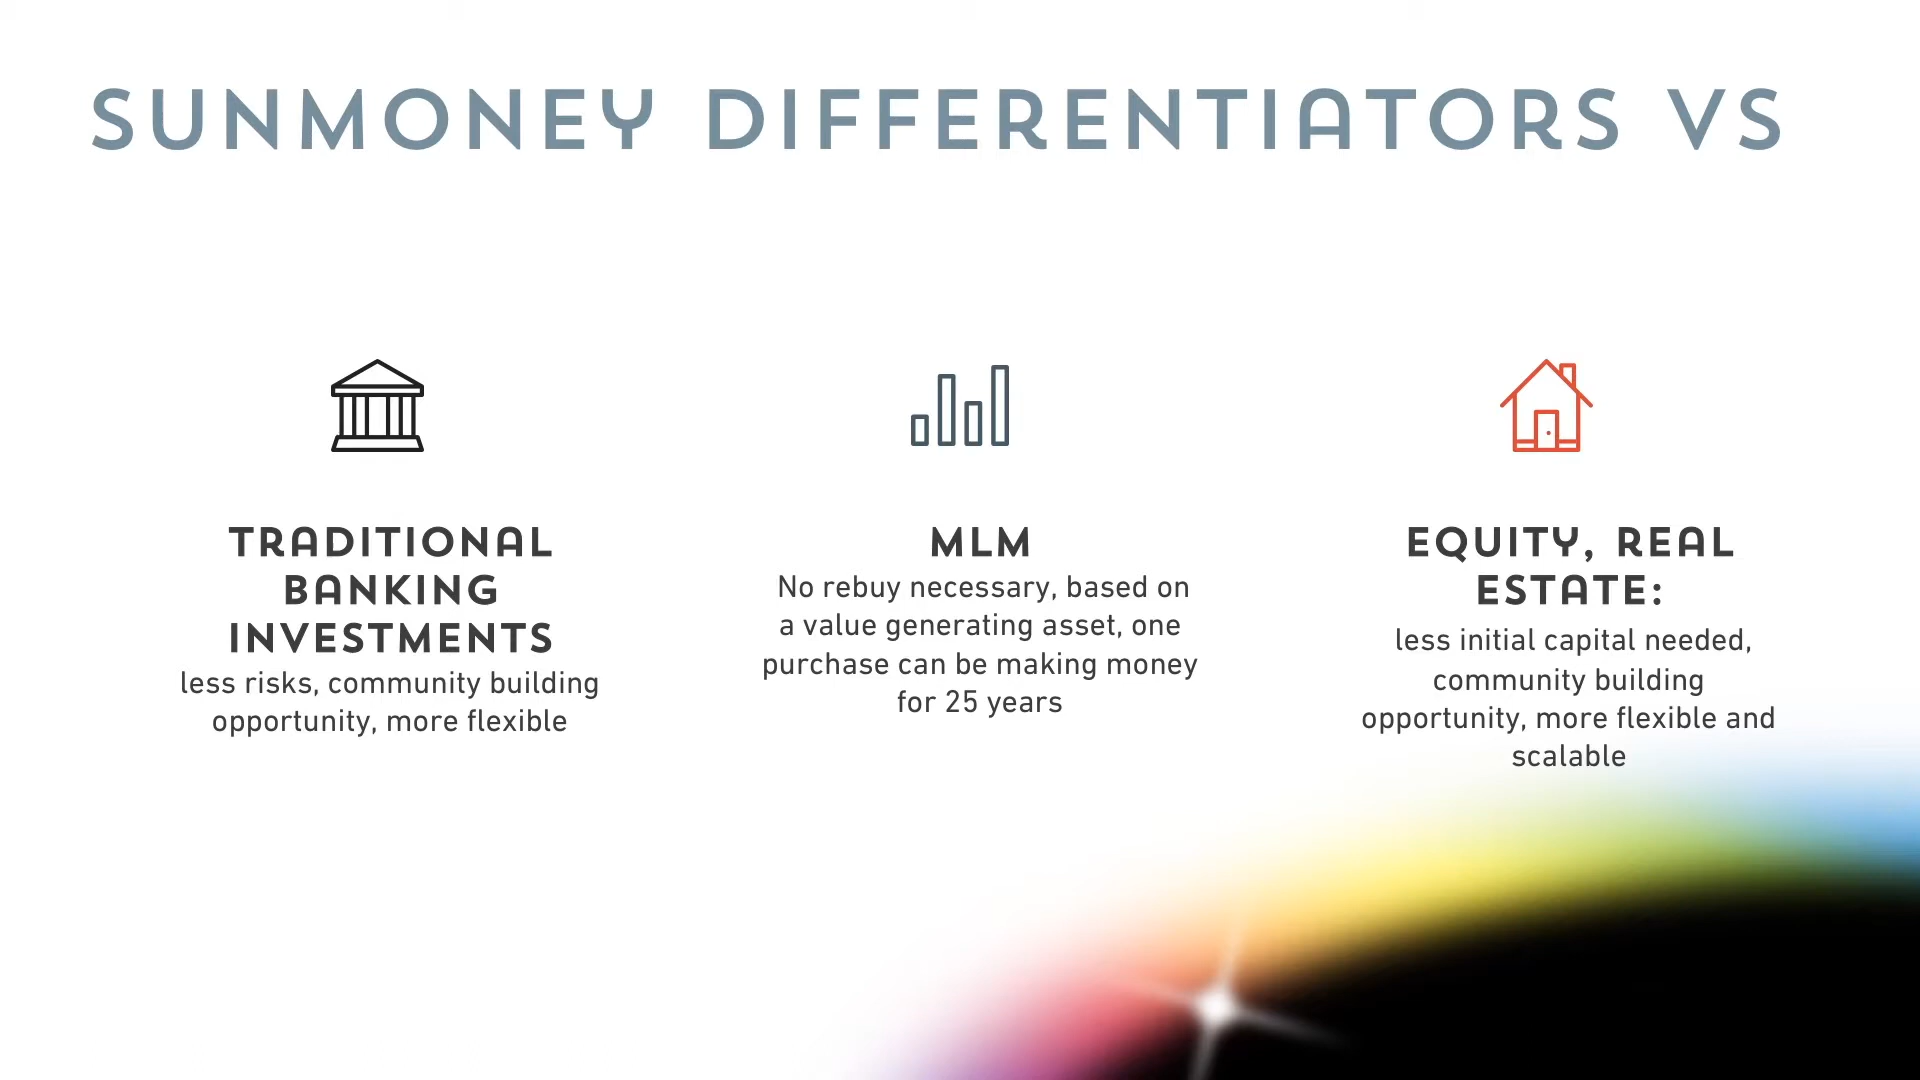 SUNMONEY DIFFERENTIATORS VS
TRADITIONAL
BANKING
INVESTMENTS
less risks, community building
opportunity, more flexible
MLM
No rebuy necessary, based on
a value generating asset, one
purchase can be making money
for 25 years
EQUITY, REAL
ESTATE:
less initial capital needed,
community building
opportunity, more flexible and
scalable